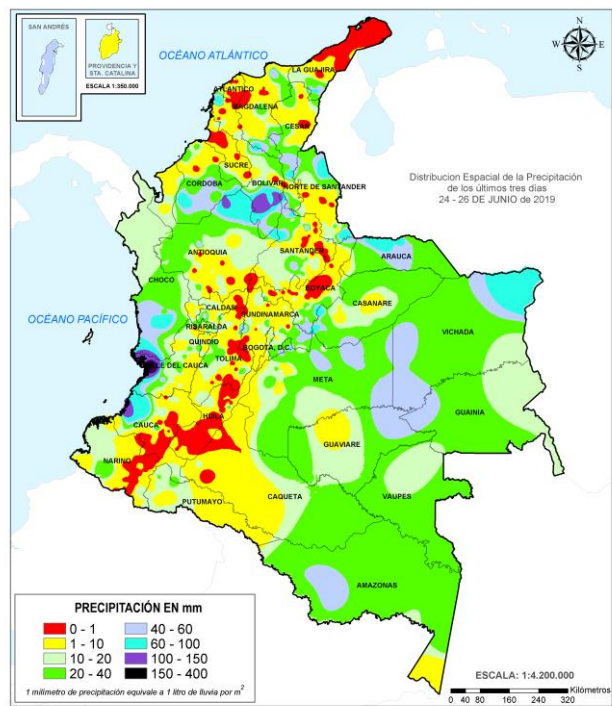 SAN ANDRÉS
PROVIDENCIA Y
STA. CATALINA
ESCALA 1:350.000
OCÉANO ATLÁNTICO
N
W E
S
LA GUAJIRA
ATLANTICO
MAGDALENA
CESAR
SUCRE
CORDOBA
BOLIVAR
NORTE DE SANTANDER
Distribucion Espacial de la Precipitación
de los últimos tres días
24 - 26 DE JUNIO de 2019
ANTIOQUIA
SANTANDER
ARAUCA
CHOCO
BOYACA
CASANARE
OCÉANO PACÍFICO
CALDAS
CUNDINAMARCA
RISARALDA
VICHADA
QUINDIO
BOGOTA, D.C.
TOLIMA
VALLE DEL CAUCA
META
GUAINIA
HUILA
CAUCA
GUAVIARE
NARIÑO
VAUPES
PUTUMAYO
CAQUETA
AMAZONAS
PRECIPITACIÓN EN mm
0 - 1 40 - 60
1 - 10 60 - 100
10 - 20 100 - 150
20 - 40 150 - 400
1 milímetro de precipitación equivale a 1 litro de lluvia por m²
ESCALA: 1:4.200.000
Kilómetros
0 40 80 160 240 320